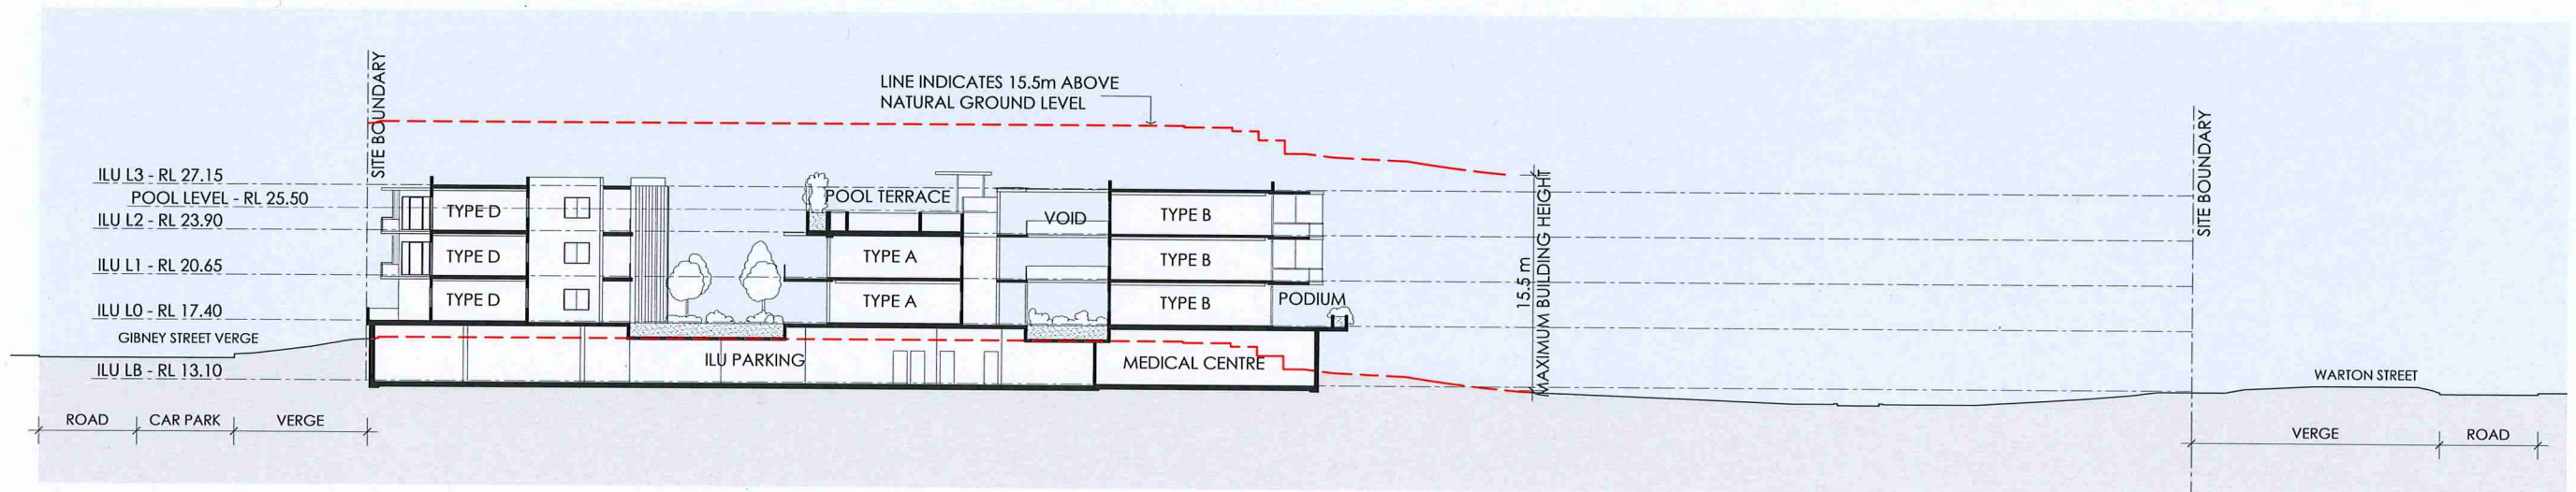 SITE BOUNDARY
LINE INDICATES 15.5m ABOVE
NATURAL GROUND LEVEL
SITE BOUNDARY
ILU L3 - RL 27.15
POOL LEVEL - RL 25.50
ILU L2 - RL 23.90
ILU L1 - RL 20.65
ILU L0 - RL 17.40
GIBNEY STREET VERGE
ILU LB - RL 13.10
TYPE D
TYPE D
TYPE D
POOL TERRACE
TYPE A
TYPE A
VOID
TYPE B
TYPE B
TYPE B
PODIUM
ILU PARKING
MEDICAL CENTRE
15.5 m
MAXIMUM BUILDING HEIGHT
WARTON STREET
ROAD
CAR PARK
VERGE
VERGE
ROAD